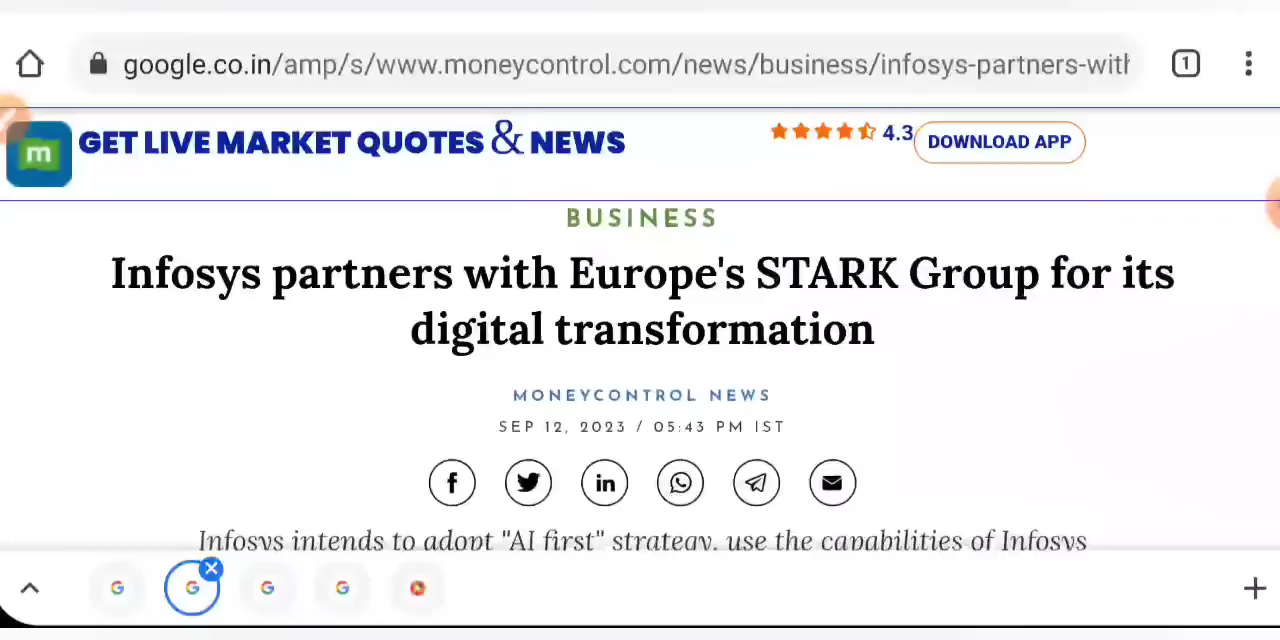 google.co.in/amp/s/www.moneycontrol.com/news/business/infosys-partners-with
1
m
GET LIVE MARKET QUOTES & NEWS
4.3
DOWNLOAD APP
BUSINESS
Infosys partners with Europe's STARK Group for its
digital transformation
MONEYCONTROL NEWS
SEP 12, 2023 / 05:43 PM IST
Infosys intends to adopt "AI first" strategy, use the capabilities of Infosys